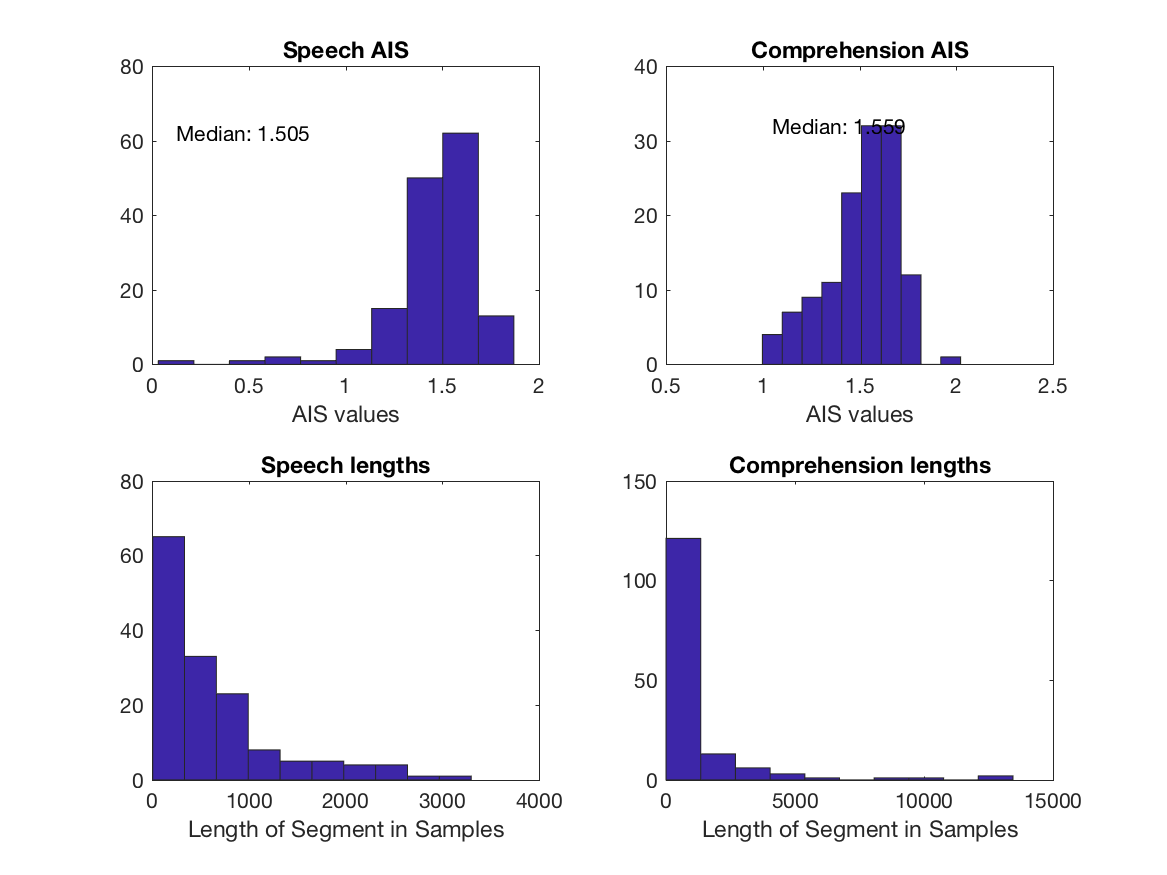 Speech AIS
80
60
40
20
0
Median: 1.505
0 0.5 1 1.5 2
AIS values
Comprehension AIS
40
30
20
10
0
Median: 1.559
0.5 1 1.5 2 2.5
AIS values
Speech lengths
80
60
40
20
0
0 1000 2000 3000 4000
Length of Segment in Samples
Comprehension lengths
150
100
50
0
0 5000 10000 15000
Length of Segment in Samples